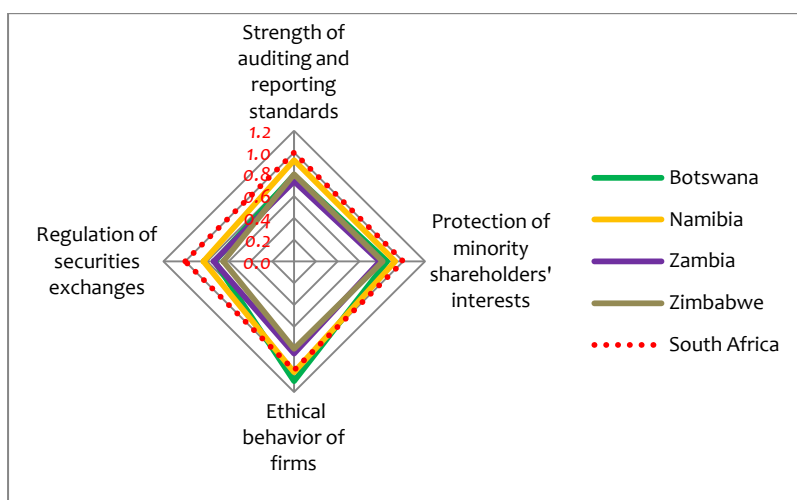 Strength of
auditing and
reporting
standards
1.2
1.0
0.8
0.6
0.4
0.2
0.0
Protection of
minority
shareholders'
interests
Ethical
behavior of
firms
Regulation of
securities
exchanges
Botswana
Namibia
Zambia
Zimbabwe
South Africa